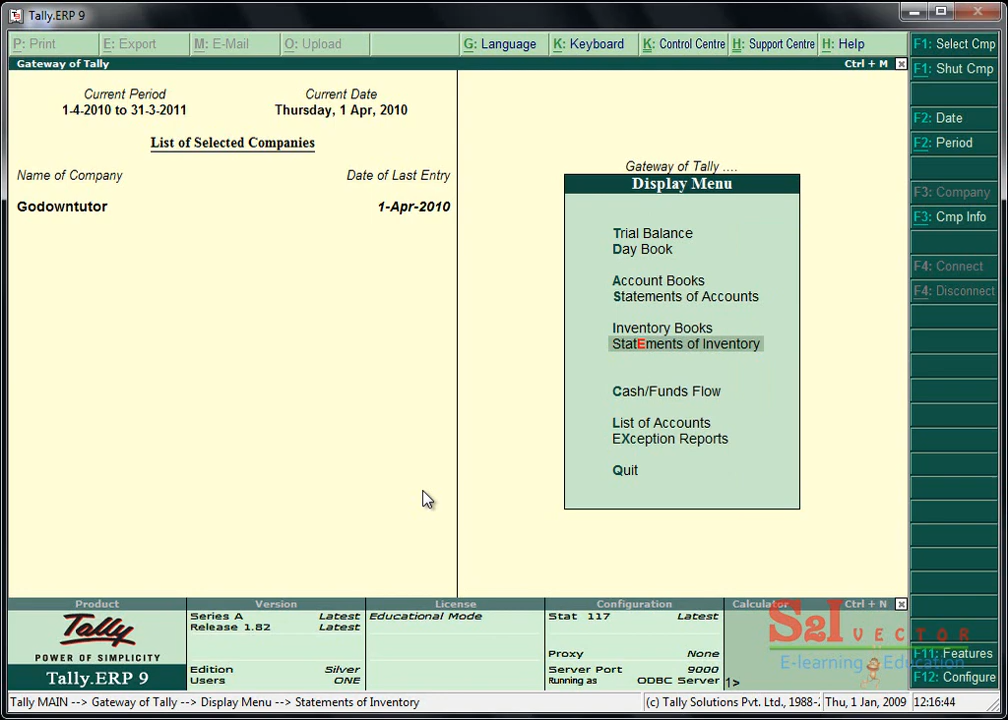 Tally.ERP 9
P: Print
E: Export
M: E-Mail
O: Upload
G: Language
K: Keyboard
K: Control Centre
H: Support Centre
H: Help
Gateway of Tally
Ctrl + M
Current Period
1-4-2010 to 31-3-2011
Current Date
Thursday, 1 Apr, 2010
List of Selected Companies
Name of Company
Date of Last Entry
Godowntutor
1-Apr-2010
Gateway of Tally ....
Display Menu
Trial Balance
Day Book
Account Books
Statements of Accounts
Inventory Books
StatEments of Inventory
Cash/Funds Flow
List of Accounts
EXception Reports
Quit
F1: Select Cmp
F1: Shut Cmp
F2: Date
F2: Period
F3: Company
F3: Cmp Info
F4: Connect
F4: Disconnect
F11: Features
F12: Configure
Product
Tally
POWER OF SIMPLICITY
Tally.ERP 9
Version
Series A Latest
Release 1.82 Latest
Edition Silver
Users ONE
License
Educational Mode
Configuration
Stat 117 Latest
Proxy None
Server Port 9000
Running as ODBC Server
Calculator
Ctrl + N
1>
S2I VECTOR
E-learning Education
Tally MAIN --> Gateway of Tally --> Display Menu --> Statements of Inventory
(c) Tally Solutions Pvt. Ltd., 1988-2
Thu, 1 Jan, 2009
12:16:44